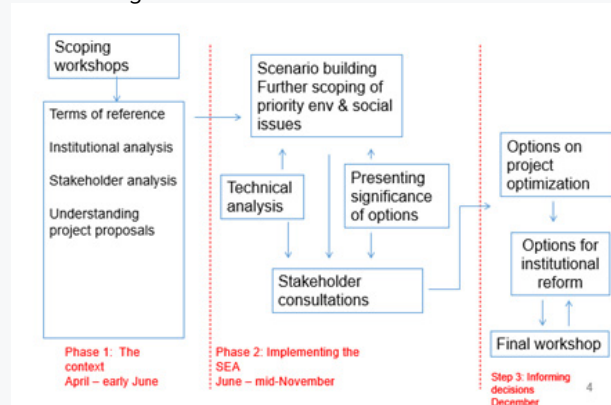 Scoping
workshops
Terms of reference
Institutional analysis
Stakeholder analysis
Understanding
project proposals
Phase 1: The
context
April – early June
Scenario building
Further scoping of
priority env & social
issues
Technical
analysis
Presenting
significance
of options
Stakeholder
consultations
Phase 2: Implementing the
SEA
June – mid-November
Options on
project
optimization
Options for
institutional
reform
Final workshop
Step 3: Informing
decisions
December
4